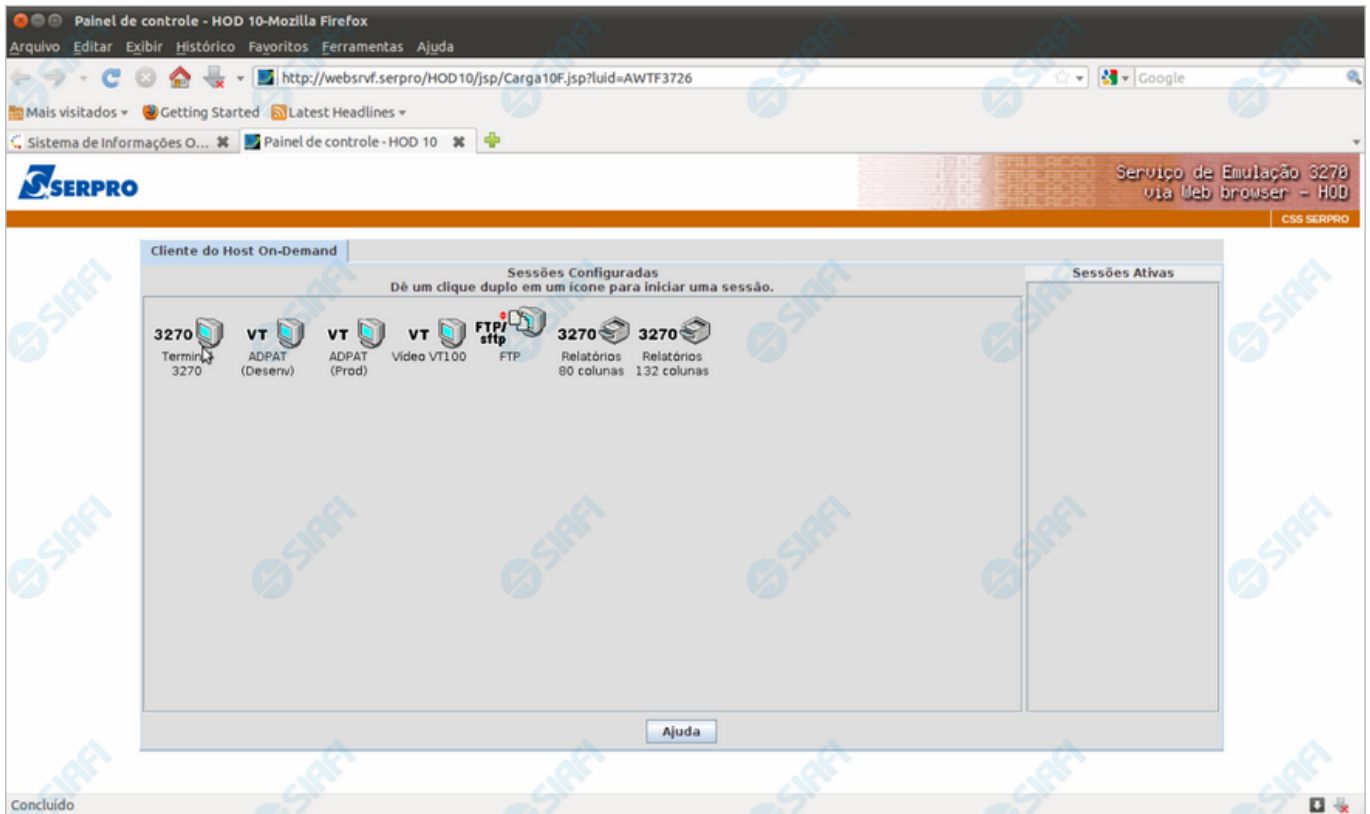 Painel de controle - HOD 10-Mozilla Firefox
Arquivo Editar Exibir Histórico Favoritos Ferramentas Ajuda
http://websrvf.serpro/HOD10/jsp/Carga10F.jsp?luid=AWTF3726
Google
Mais visitados
Getting Started
Latest Headlines
Sistema de Informações O...
Painel de controle - HOD 10
SERPRO
Serviço de Emulação 3270
via Web browser - HOD
CSS SERPRO
Cliente do Host On-Demand
Sessões Configuradas
Dê um clique duplo em um ícone para iniciar uma sessão.
Sessões Ativas
3270
Termin
3270
VT
ADPAT
(Desenv)
VT
ADPAT
(Prod)
VT
Vídeo VT100
FTP/
sftp
FTP
3270
Relatórios
80 colunas
3270
Relatórios
132 colunas
Ajuda
Concluído
SIAFI